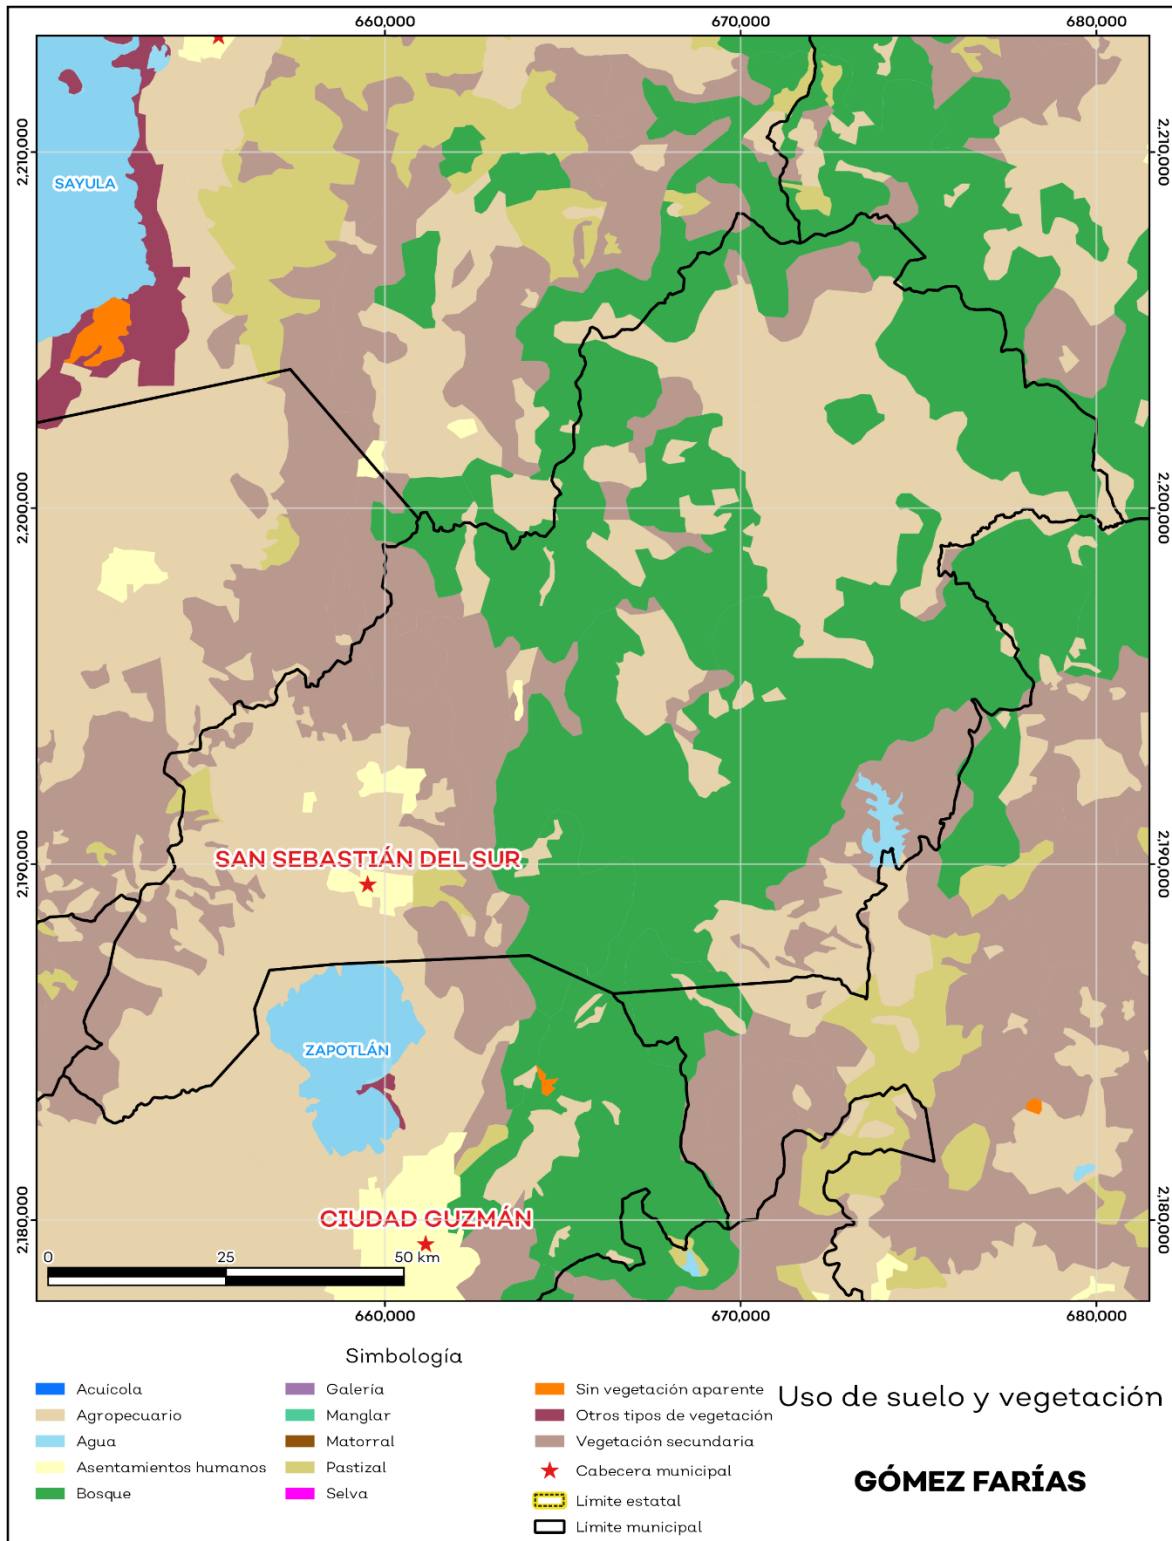 660,000 670,000 680,000
2,210,000 2,210,000
SAYULA
2,200,000 2,200,000
2,190,000 2,190,000
SAN SEBASTIÁN DEL SUR
ZAPOTLÁN
2,180,000 2,180,000
CIUDAD GUZMÁN
0 25 50 km
660,000 670,000 680,000
Simbología
Acuícola
Agropecuario
Agua
Asentamientos humanos
Bosque
Galería
Manglar
Matorral
Pastizal
Selva
Sin vegetación aparente
Otros tipos de vegetación
Vegetación secundaria
Cabecera municipal
Límite estatal
Límite municipal
Uso de suelo y vegetación
GÓMEZ FARÍAS